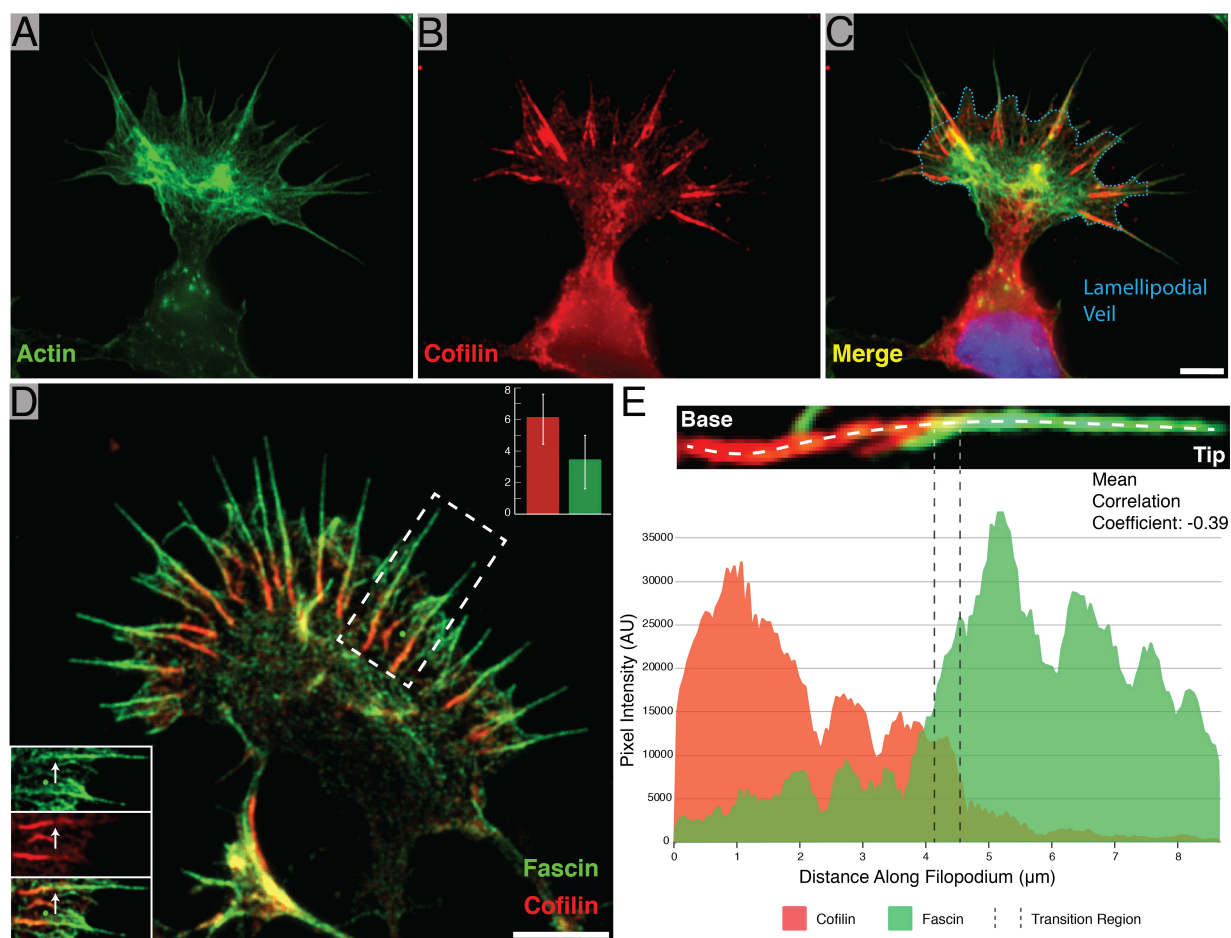 A
B
C
Actin
Cofilin
Merge
Lamellipodial
Veil
D
8
6
4
2
0
Fascin
Cofilin
E
Base
Tip
Mean
Correlation
Coefficient: -0.39
Pixel Intensity (AU)
35000
30000
25000
20000
15000
10000
5000
0
0 1 2 3 4 5 6 7 8
Distance Along Filopodium (μm)
Cofilin Fascin Transition Region